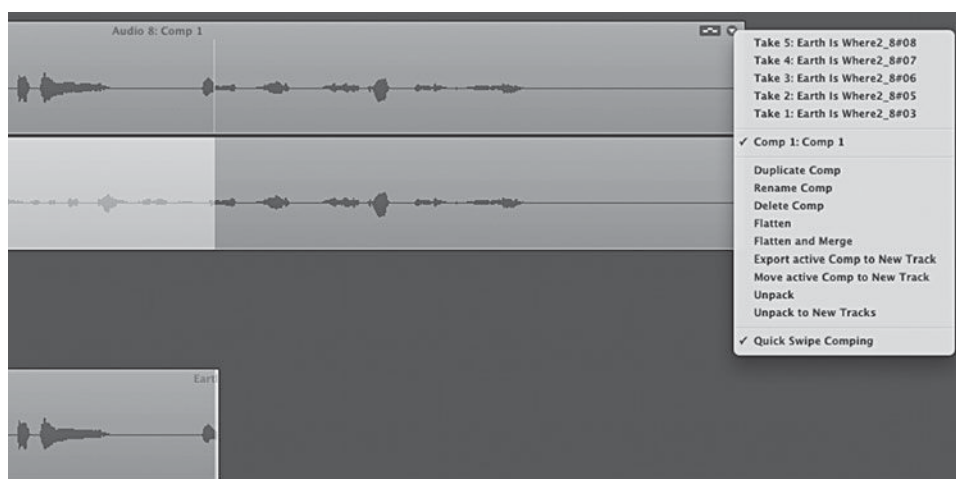 Audio 8: Comp 1
Take 5: Earth Is Where2_8#08
Take 4: Earth Is Where2_8#07
Take 3: Earth Is Where2_8#06
Take 2: Earth Is Where2_8#05
Take 1: Earth Is Where2_8#03
✓ Comp 1: Comp 1
Duplicate Comp
Rename Comp
Delete Comp
Flatten
Flatten and Merge
Export active Comp to New Track
Move active Comp to New Track
Unpack
Unpack to New Tracks
✓ Quick Swipe Comping
Eart